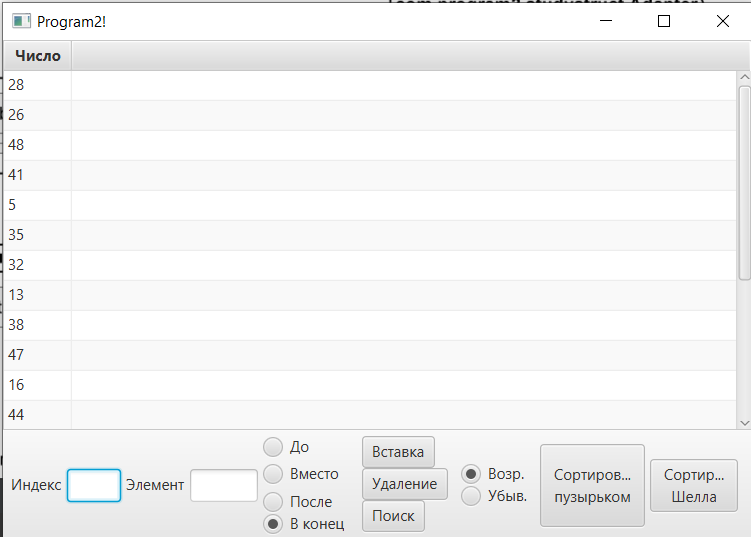 Program2!
Число
28
26
48
41
5
35
32
13
38
47
16
44
Индекс
Элемент
До
Вместо
После
В конец
Вставка
Удаление
Поиск
Возр.
Убыв.
Сортиров...
пузырьком
Сортир...
Шелла